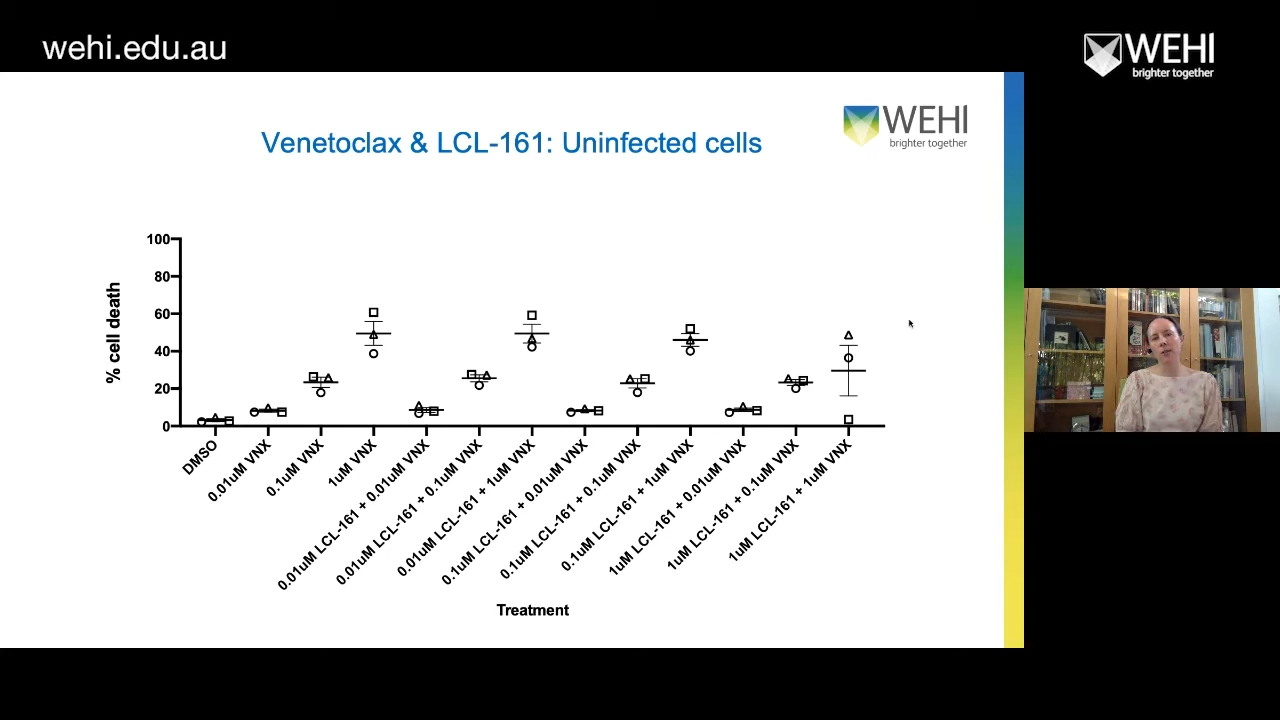 wehi.edu.au
WEHI
brighter together
Venetoclax & LCL-161: Uninfected cells
WEHI
brighter together
% cell death
100
80
60
40
20
0
DMSO
0.01uM VNX
0.1uM VNX
1uM VNX
0.01uM LCL-161 + 0.01uM VNX
0.01uM LCL-161 + 0.1uM VNX
0.01uM LCL-161 + 1uM VNX
0.1uM LCL-161 + 0.01uM VNX
0.1uM LCL-161 + 0.1uM VNX
0.1uM LCL-161 + 1uM VNX
1uM LCL-161 + 0.01uM VNX
1uM LCL-161 + 0.1uM VNX
1uM LCL-161 + 1uM VNX
Treatment